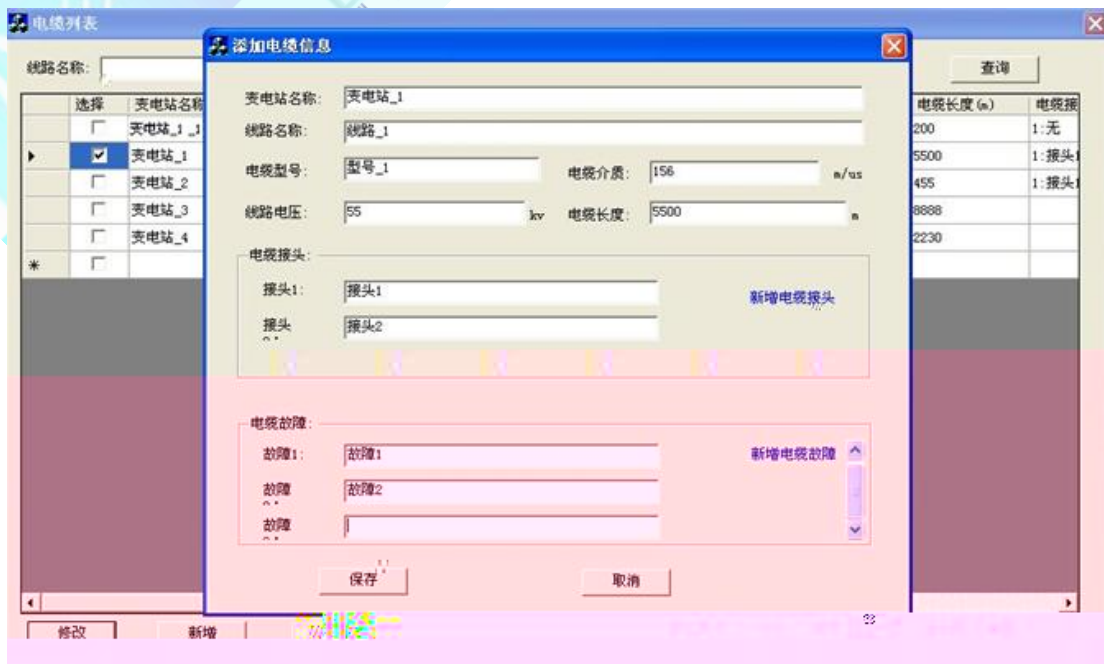 电缆列表
添加电缆信息
线路名称:
查询
选择 变电站名称 电缆长度(m) 电缆接
变电站_1 _1 200 1:无
变电站_1 5500 1:接头1
变电站_2 455 1:接头1
变电站_3 8888
变电站_4 2230
变电站名称: 变电站_1
线路名称: 线路_1
电缆型号: 型号_1 电缆介质: 156 m/us
线路电压: 55 kv 电缆长度: 5500 m
电缆接头:
接头1: 接头1 新增电缆接头
接头 接头2
电缆故障:
故障1: 故障1 新增电缆故障
故障 故障2
故障
保存 取消
修改 新增